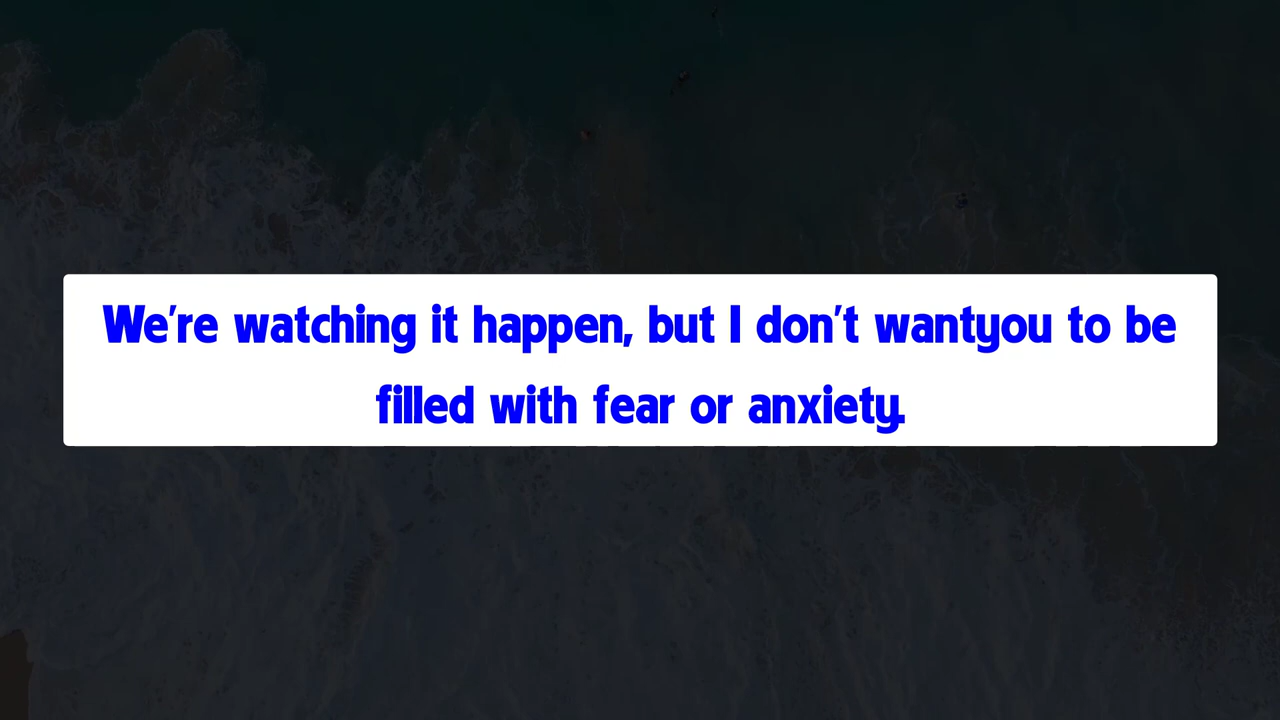 We're watching it happen, but I don't wantyou to be
filled with fear or anxiety.